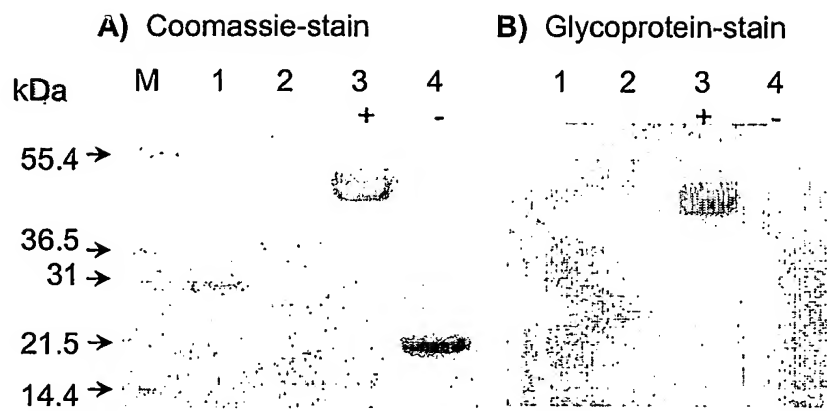 A) Coomassie-stain
B) Glycoprotein-stain
kDa M 1 2 3 4
+ -
1 2 3 4
+ -
55.4
36.5
31
21.5
14.4